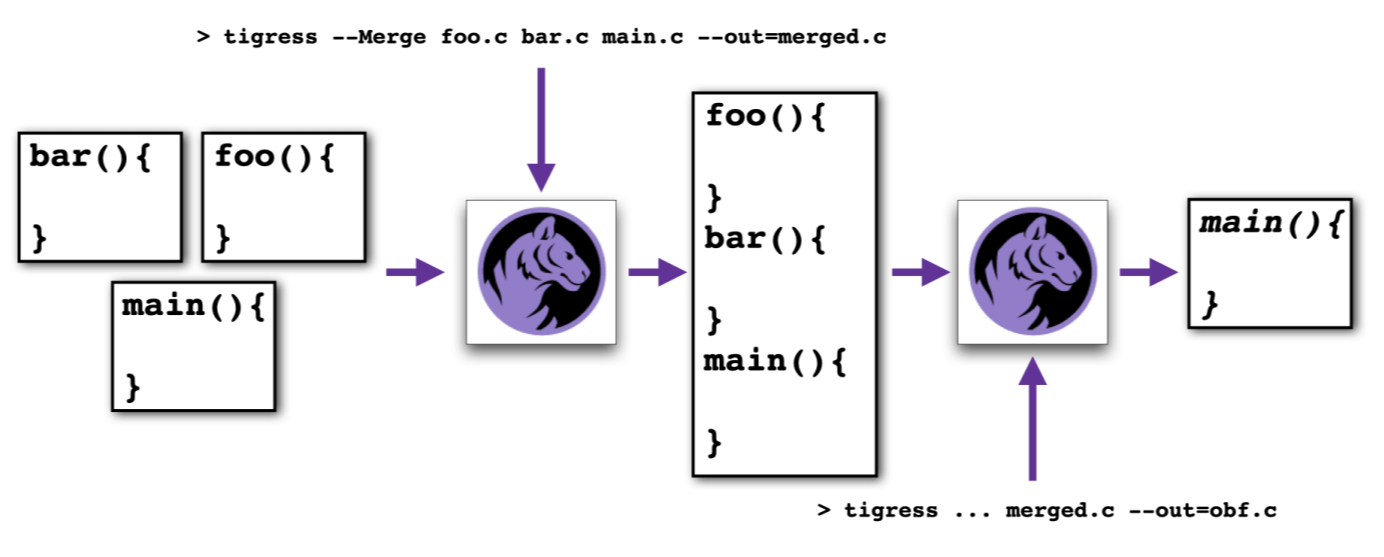 > tigress --Merge foo.c bar.c main.c --out=merged.c
bar(){
}
foo(){
}
main(){
}
foo(){
}
bar(){
}
main(){
}
main(){
}
> tigress ... merged.c --out=obf.c